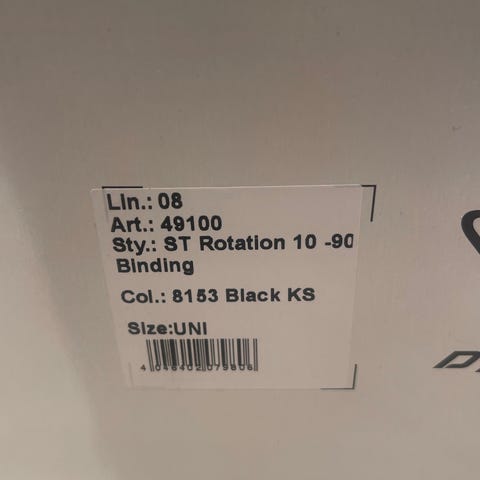 Lin.: 08
Art.: 49100
Sty.: ST Rotation 10 -90
Binding
Col.: 8153 Black KS
Size:UNI